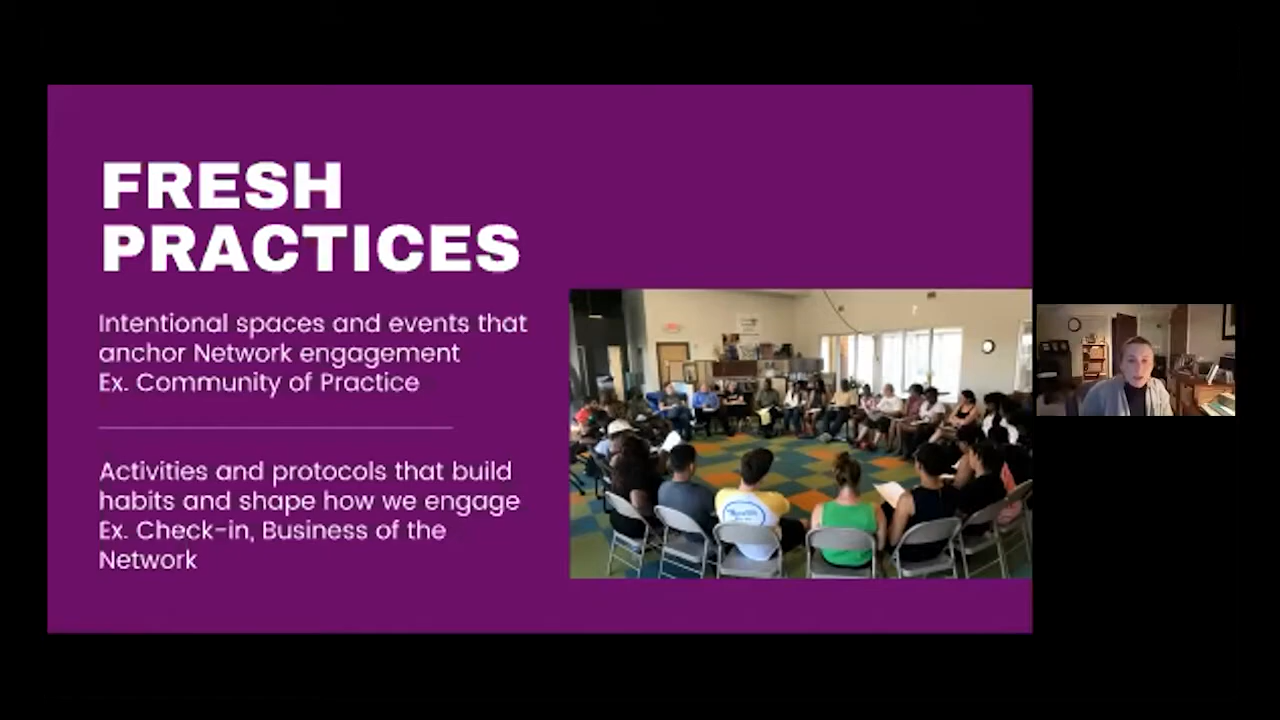 FRESH
PRACTICES
Intentional spaces and events that
anchor Network engagement
Ex. Community of Practice
Activities and protocols that build
habits and shape how we engage
Ex. Check-in, Business of the
Network